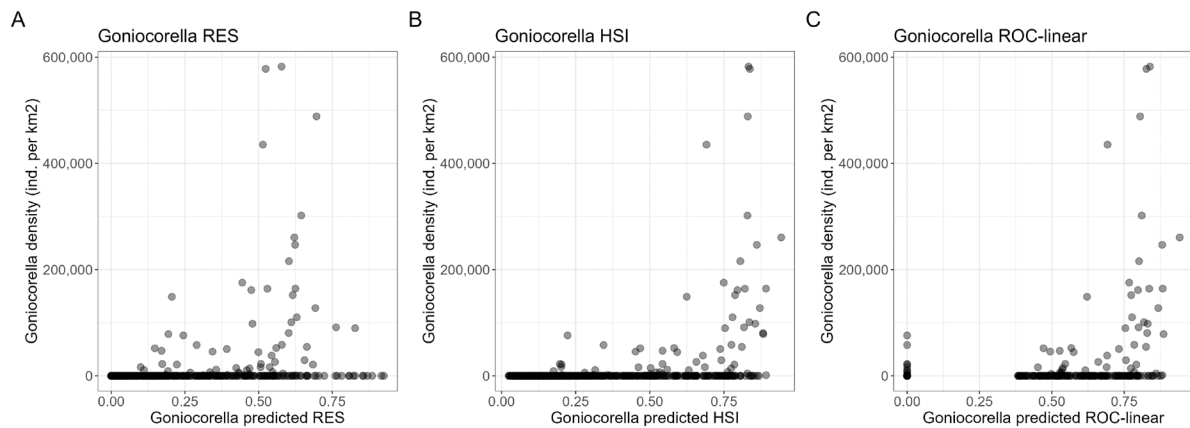 A
Goniocorella RES
Goniocorella density (ind. per km2)
600,000
400,000
200,000
0
0.00
0.25
0.50
0.75
Goniocorella predicted RES
B
Goniocorella HSI
Goniocorella density (ind. per km2)
600,000
400,000
200,000
0
0.00
0.25
0.50
0.75
Goniocorella predicted HSI
C
Goniocorella ROC-linear
Goniocorella density (ind. per km2)
600,000
400,000
200,000
0
0.00
0.25
0.50
0.75
Goniocorella predicted ROC-linear